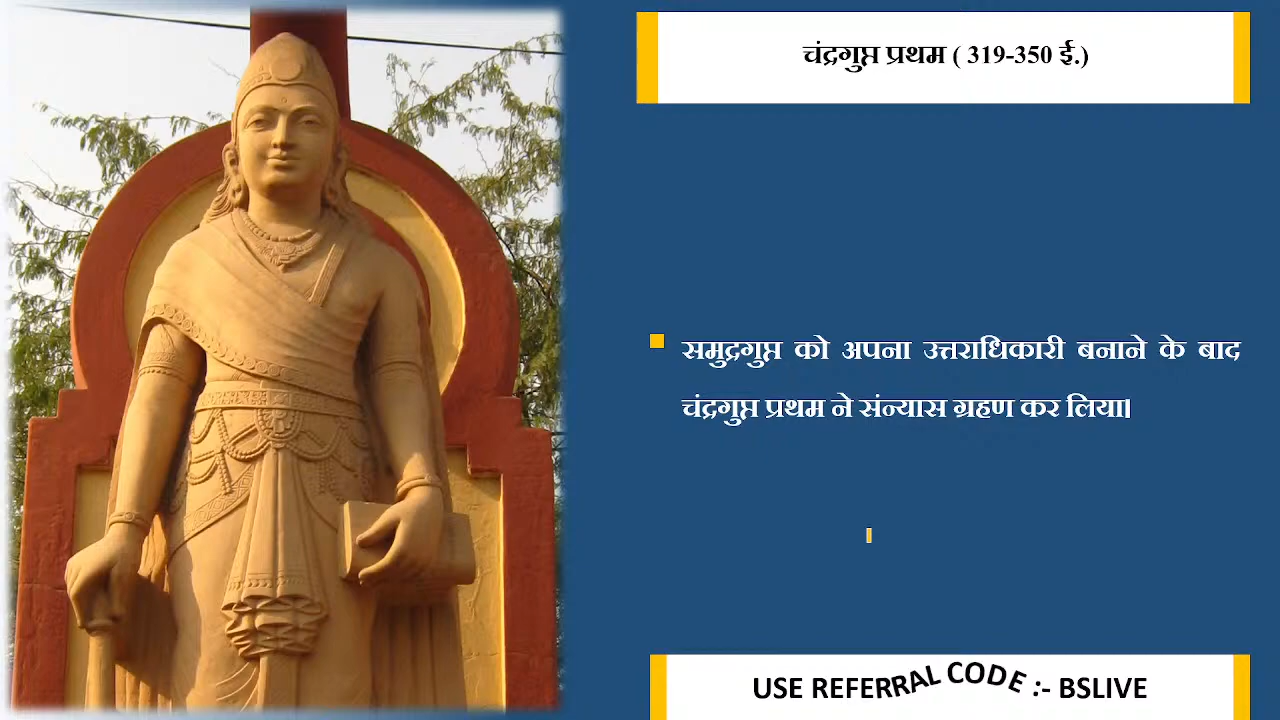 चंद्रगुप्त प्रथम ( 319-350 ई.)
समुद्रगुप्त को अपना उत्तराधिकारी बनाने के बाद
चंद्रगुप्त प्रथम ने संन्यास ग्रहण कर लिया।
USE REFERRAL CODE :- BSLIVE